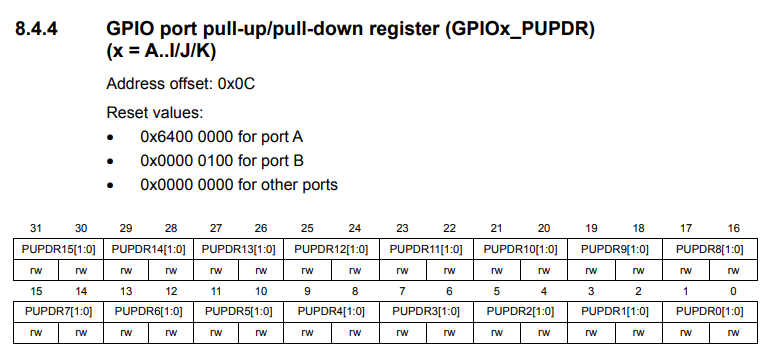 8.4.4 GPIO port pull-up/pull-down register (GPIOx_PUPDR)
(x = A..I/J/K)
Address offset: 0x0C
Reset values:
• 0x6400 0000 for port A
• 0x0000 0100 for port B
• 0x0000 0000 for other ports
31 30 29 28 27 26 25 24 23 22 21 20 19 18 17 16
PUPDR15[1:0] PUPDR14[1:0] PUPDR13[1:0] PUPDR12[1:0] PUPDR11[1:0] PUPDR10[1:0] PUPDR9[1:0] PUPDR8[1:0]
rw rw rw rw rw rw rw rw rw rw rw rw rw rw rw rw
15 14 13 12 11 10 9 8 7 6 5 4 3 2 1 0
PUPDR7[1:0] PUPDR6[1:0] PUPDR5[1:0] PUPDR4[1:0] PUPDR3[1:0] PUPDR2[1:0] PUPDR1[1:0] PUPDR0[1:0]
rw rw rw rw rw rw rw rw rw rw rw rw rw rw rw rw